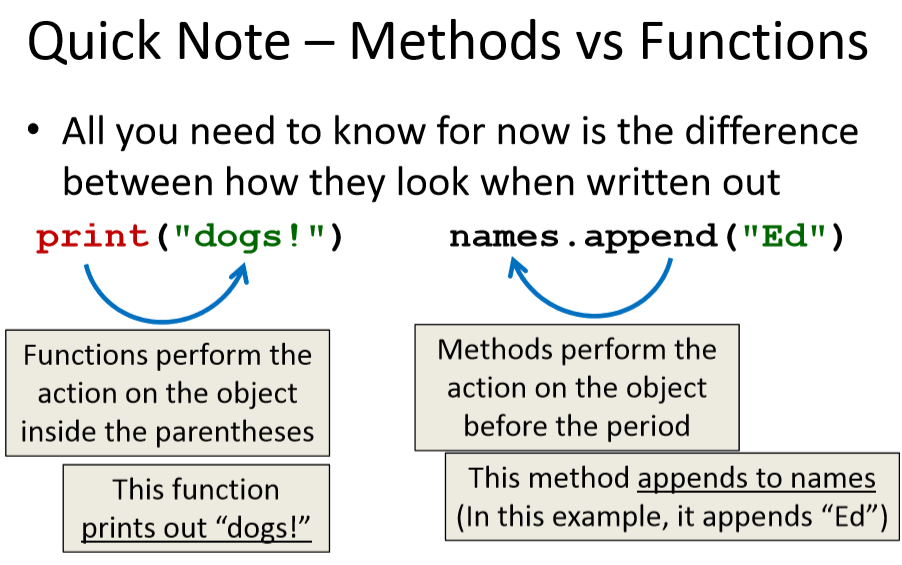 Quick Note – Methods vs Functions
• All you need to know for now is the difference
between how they look when written out
print("dogs!")
names.append("Ed")
Functions perform the
action on the object
inside the parentheses
This function
prints out “dogs!”
Methods perform the
action on the object
before the period
This method appends to names
(In this example, it appends “Ed”)